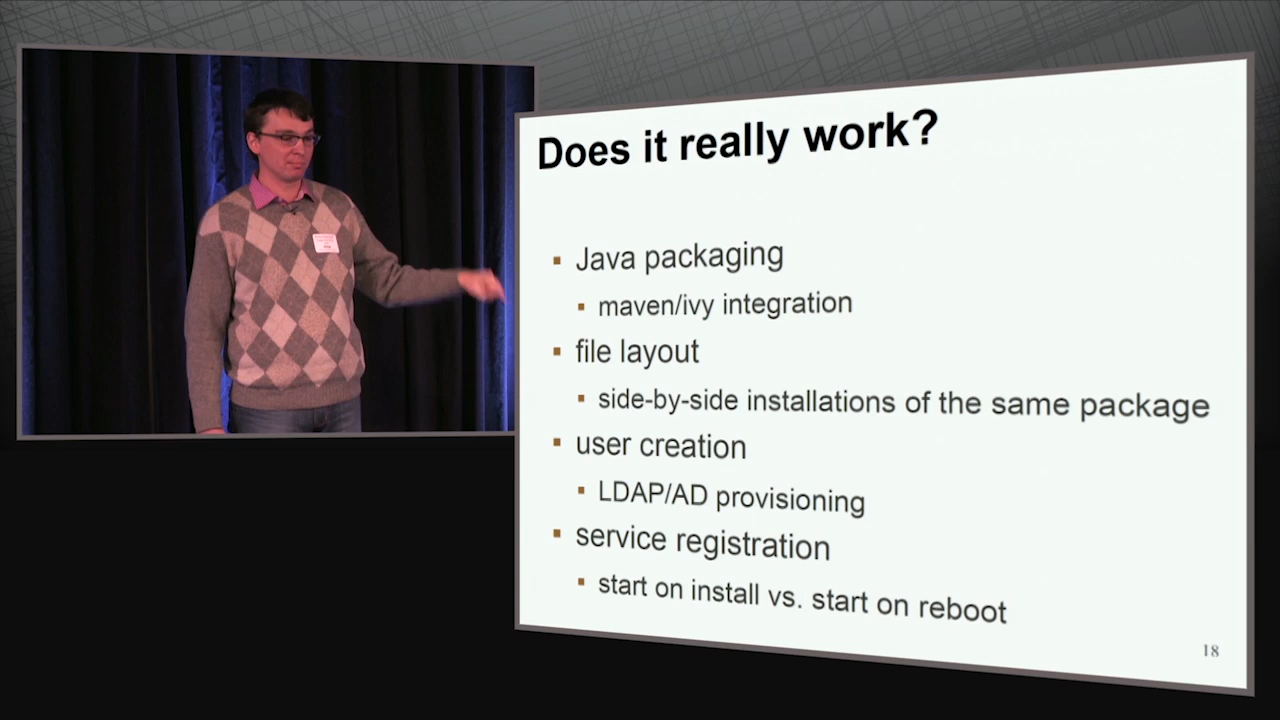 Does it really work?
Java packaging
maven/ivy integration
file layout
side-by-side installations of the same package
user creation
LDAP/AD provisioning
service registration
start on install vs. start on reboot
18